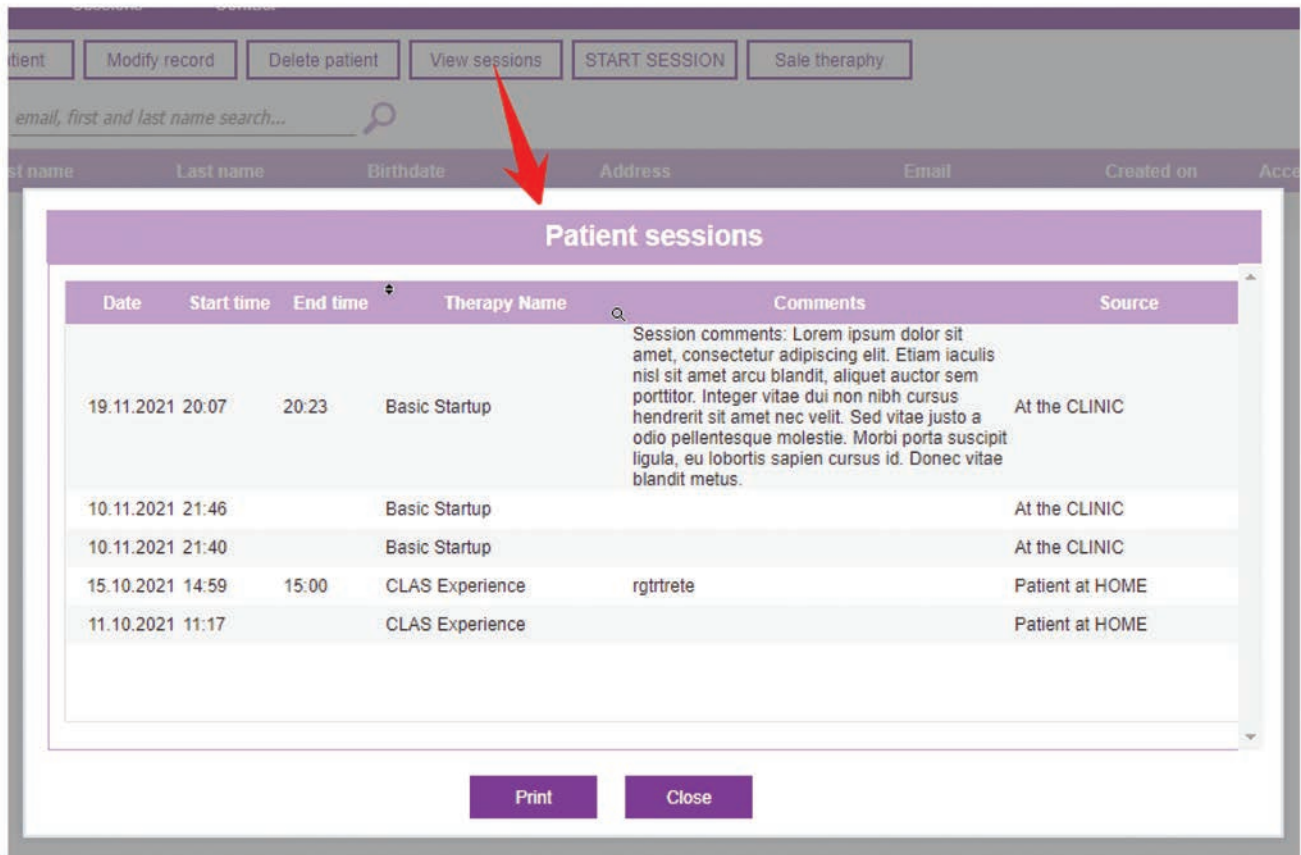 Modify record Delete patient View sessions START SESSION Sale theraphy
email, first and last name search...
Last name Birthdate Address Email Created on
Patient sessions
Date Start time End time Therapy Name Comments Source
Session comments: Lorem ipsum dolor sit
amet, consectetur adipiscing elit. Etiam iaculis
nisl sit amet arcu blandit, aliquet auctor sem
porttitor. Integer vitae dui non nibh cursus
hendrerit sit amet nec velit. Sed vitae justo a
odio pellentesque molestie. Morbi porta suscipit
ligula, eu lobortis sapien cursus id. Donec vitae
blandit metus.
19.11.2021 20:07 20:23 Basic Startup At the CLINIC
10.11.2021 21:46 Basic Startup At the CLINIC
10.11.2021 21:40 Basic Startup At the CLINIC
15.10.2021 14:59 15:00 CLAS Experience rgtrtrete Patient at HOME
11.10.2021 11:17 CLAS Experience Patient at HOME
Print Close